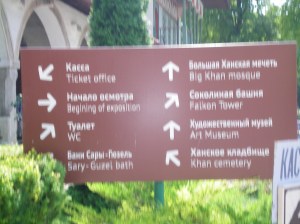 Касса
Ticket office
Начало осмотра
Begining of exposition
Туалет
WC
Бани Сары-Гюзель
Sary-Guzel bath
Большая Ханская мечеть
Big Khan mosque
Соколиная башня
Falkon Tower
Художественный музей
Art Museum
Ханское кладбище
Khan cemetery
КАС